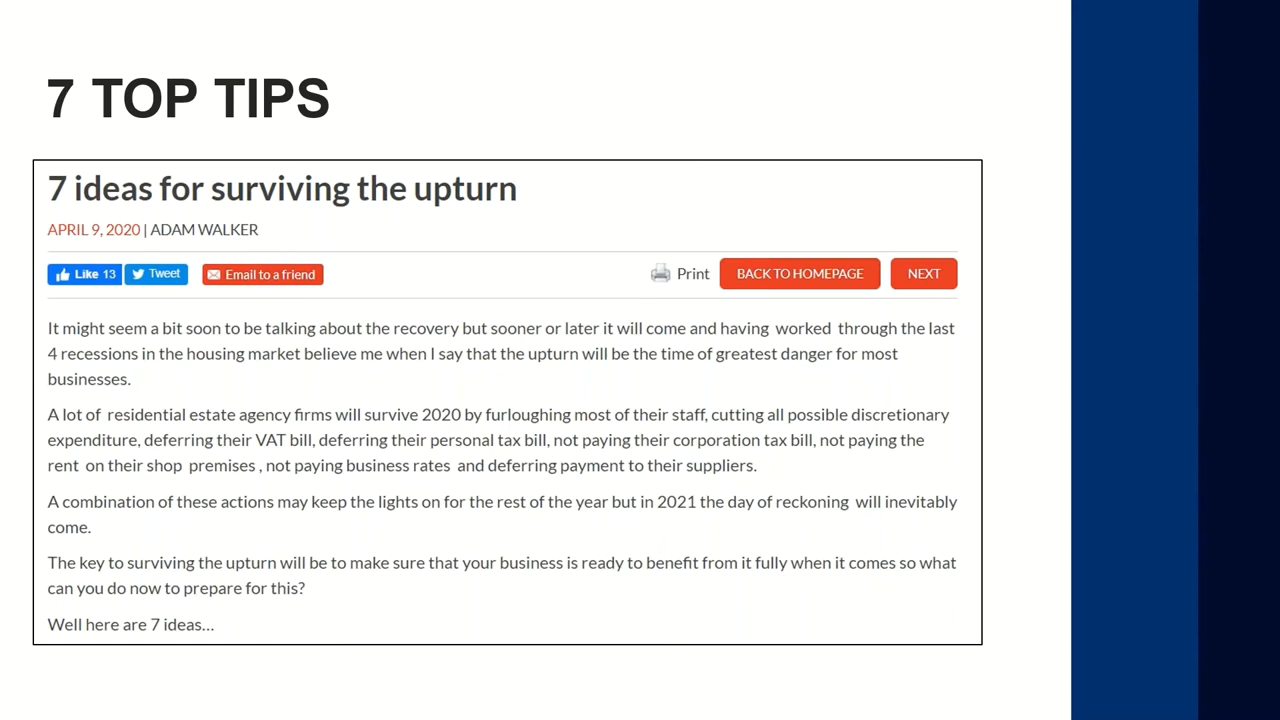 7 TOP TIPS
7 ideas for surviving the upturn
APRIL 9, 2020 | ADAM WALKER
Like 13 Tweet Email to a friend Print BACK TO HOMEPAGE NEXT
It might seem a bit soon to be talking about the recovery but sooner or later it will come and having worked through the last
4 recessions in the housing market believe me when I say that the upturn will be the time of greatest danger for most
businesses.
A lot of residential estate agency firms will survive 2020 by furloughing most of their staff, cutting all possible discretionary
expenditure, deferring their VAT bill, deferring their personal tax bill, not paying their corporation tax bill, not paying the
rent on their shop premises , not paying business rates and deferring payment to their suppliers.
A combination of these actions may keep the lights on for the rest of the year but in 2021 the day of reckoning will inevitably
come.
The key to surviving the upturn will be to make sure that your business is ready to benefit from it fully when it comes so what
can you do now to prepare for this?
Well here are 7 ideas…